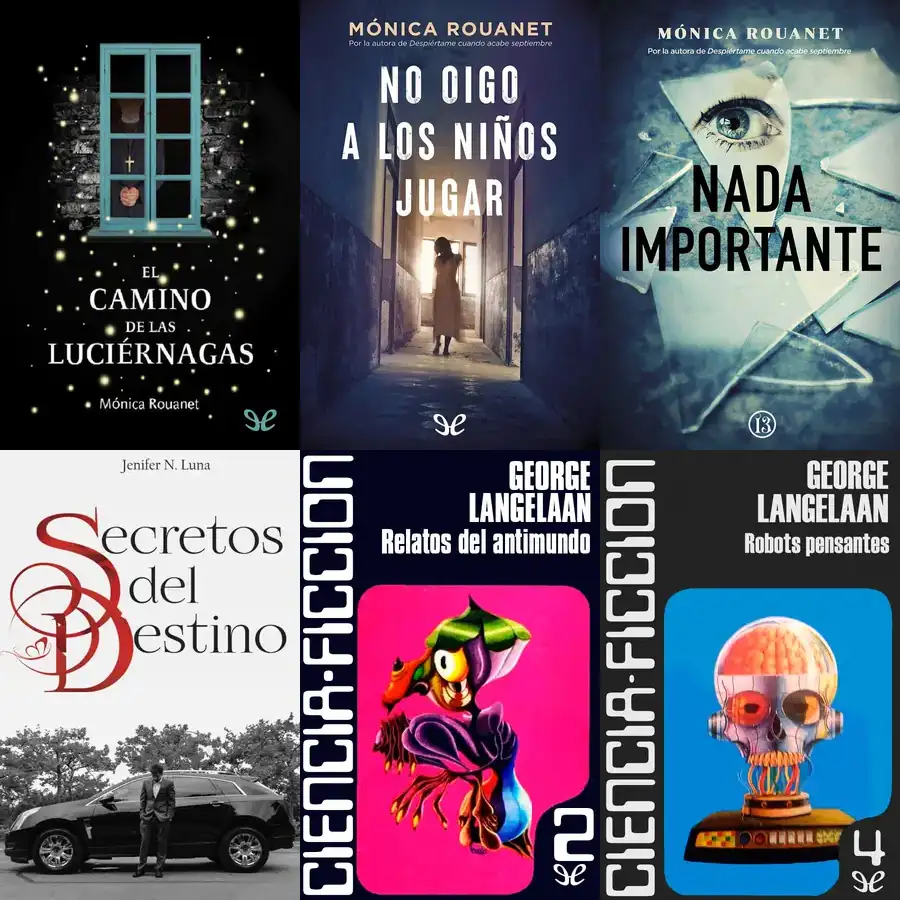 EL
CAMINO
DE LAS
LUCIÉRNAGAS
Mónica Rouanet
MÓNICA ROUANET
Por la autora de Despiértame cuando acabe septiembre
NO OIGO
A LOS NIÑOS
JUGAR
MÓNICA ROUANET
Por la autora de Despiértame cuando acabe septiembre
NADA
IMPORTANTE
13
Jenifer N. Luna
Secretos
del
Destino
CIENCIA-FICCION
GEORGE
LANGELAAN
Relatos del antimundo
2
CIENCIA-FICCION
GEORGE
LANGELAAN
Robots pensantes
4